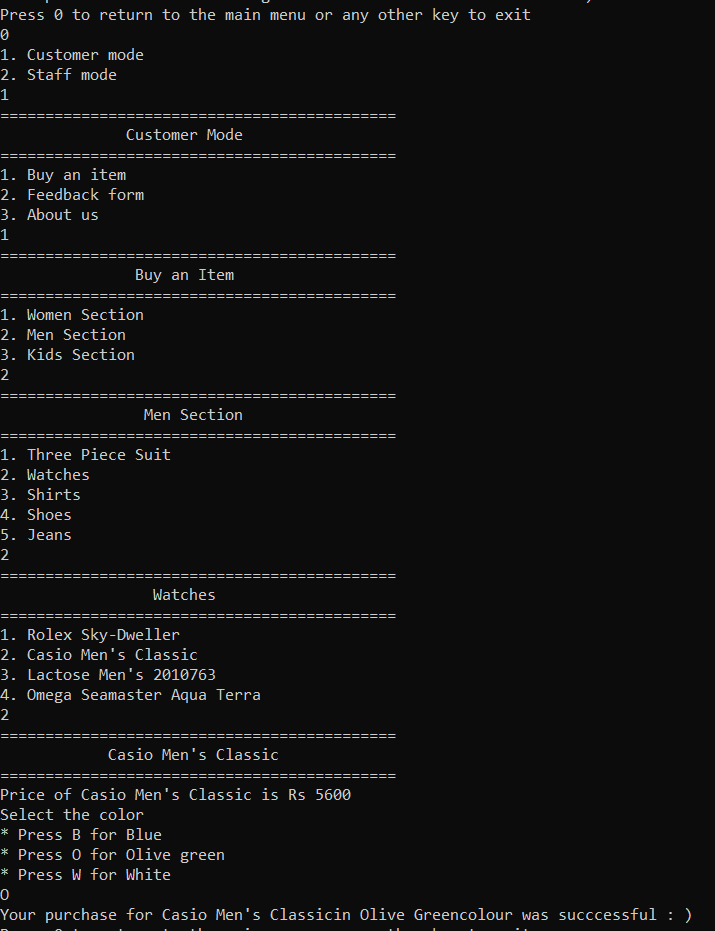 Press 0 to return to the main menu or any other key to exit
0
1. Customer mode
2. Staff mode
1
============================================
Customer Mode
============================================
1. Buy an item
2. Feedback form
3. About us
1
============================================
Buy an Item
============================================
1. Women Section
2. Men Section
3. Kids Section
2
============================================
Men Section
============================================
1. Three Piece Suit
2. Watches
3. Shirts
4. Shoes
5. Jeans
2
============================================
Watches
============================================
1. Rolex Sky-Dweller
2. Casio Men's Classic
3. Lactose Men's 2010763
4. Omega Seamaster Aqua Terra
2
============================================
Casio Men's Classic
============================================
Price of Casio Men's Classic is Rs 5600
Select the color
* Press B for Blue
* Press O for Olive green
* Press W for White
O
Your purchase for Casio Men's Classicin Olive Greencolour was succcessful : )